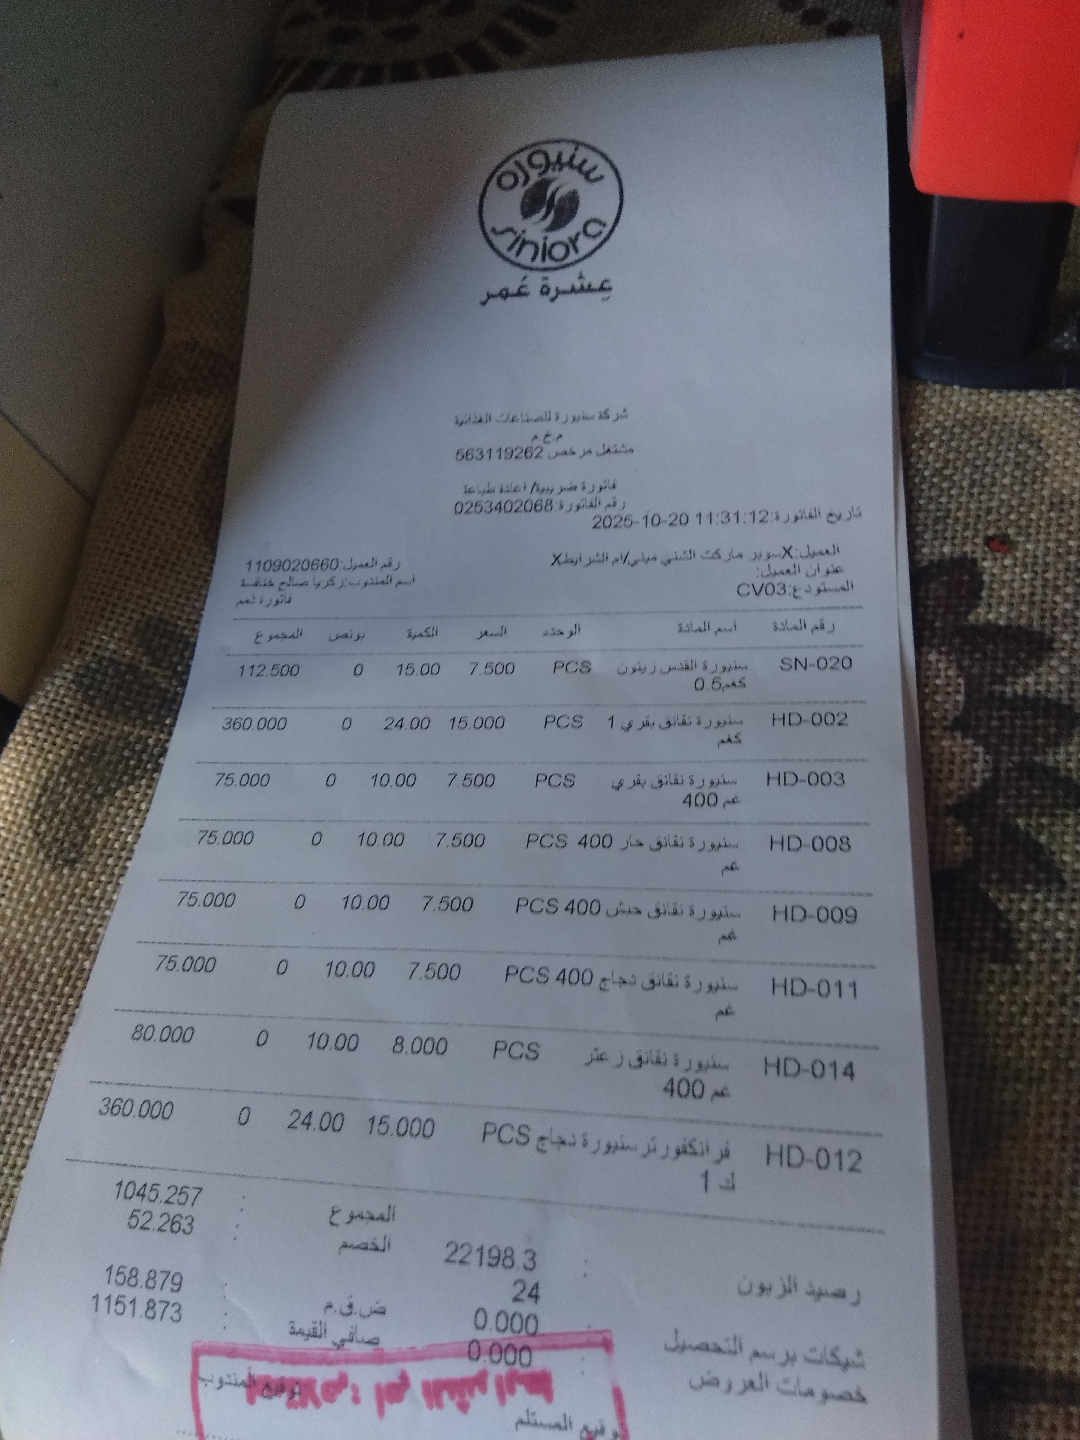 سنيورة
siniora
عِشرة عُمر
شركة سنيورة للصناعات الغذائية
م.خ.م
مشتغل مرخص 563119262
فاتورة ضريبية/ اعادة طباعة
رقم الفاتورة:0253402068
تاريخ الفاتورة:2025-10-20 11:31:12
العميل:Xسوبر ماركت الشني ميني/ام الشرايطX
رقم العميل:1109020660
عنوان العميل:
اسم المندوب:زكريا صالح خنافسة
المستودع:CV03
فاتورة ذمم
رقم المادة اسم المادة الوحدة السعر الكمية بونص المجموع
SN-020 سنيورة القدس زيتون PCS 7.500 15.00 0 112.500
0.5كغم
HD-002 سنيورة نقانق بقري 1 PCS 15.000 24.00 0 360.000
كغم
HD-003 سنيورة نقانق بقري PCS 7.500 10.00 0 75.000
400 غم
HD-008 سنيورة نقانق حار 400 PCS 7.500 10.00 0 75.000
غم
HD-009 سنيورة نقانق حبش 400 PCS 7.500 10.00 0 75.000
غم
HD-011 سنيورة نقانق دجاج 400 PCS 7.500 10.00 0 75.000
غم
HD-014 سنيورة نقانق زعتر PCS 8.000 10.00 0 80.000
400 غم
HD-012 فرانكفورتر سنيورة دجاج PCS 15.000 24.00 0 360.000
1 ك
المجموع : 1045.257
الخصم : 52.263
رصيد الزبون : 22198.3
24
ض.ق.م : 158.879
صافي القيمة : 1151.873
شيكات برسم التحصيل : 0.000
خصومات العروض : 0.000
توقيع المندوب
ام الشرايط
توقيع المستلم